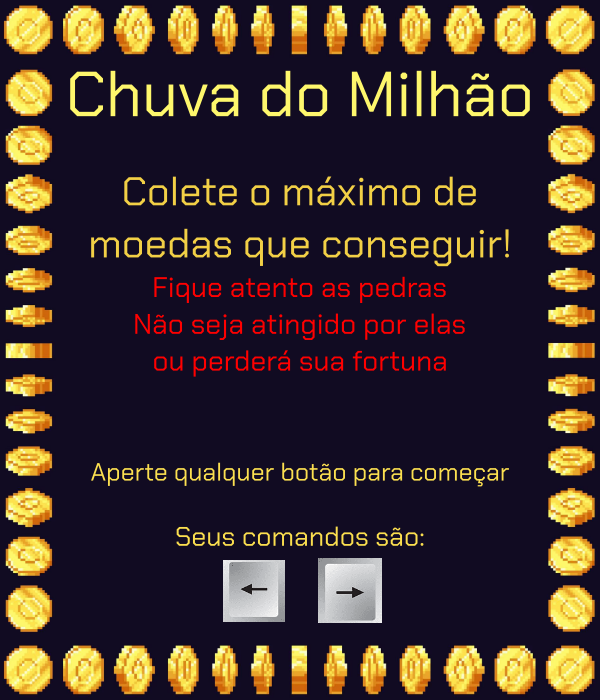 Chuva do Milhão
Colete o máximo de
moedas que conseguir!
Fique atento as pedras
Não seja atingido por elas
ou perderá sua fortuna
Aperte qualquer botão para começar
Seus comandos são:
← →